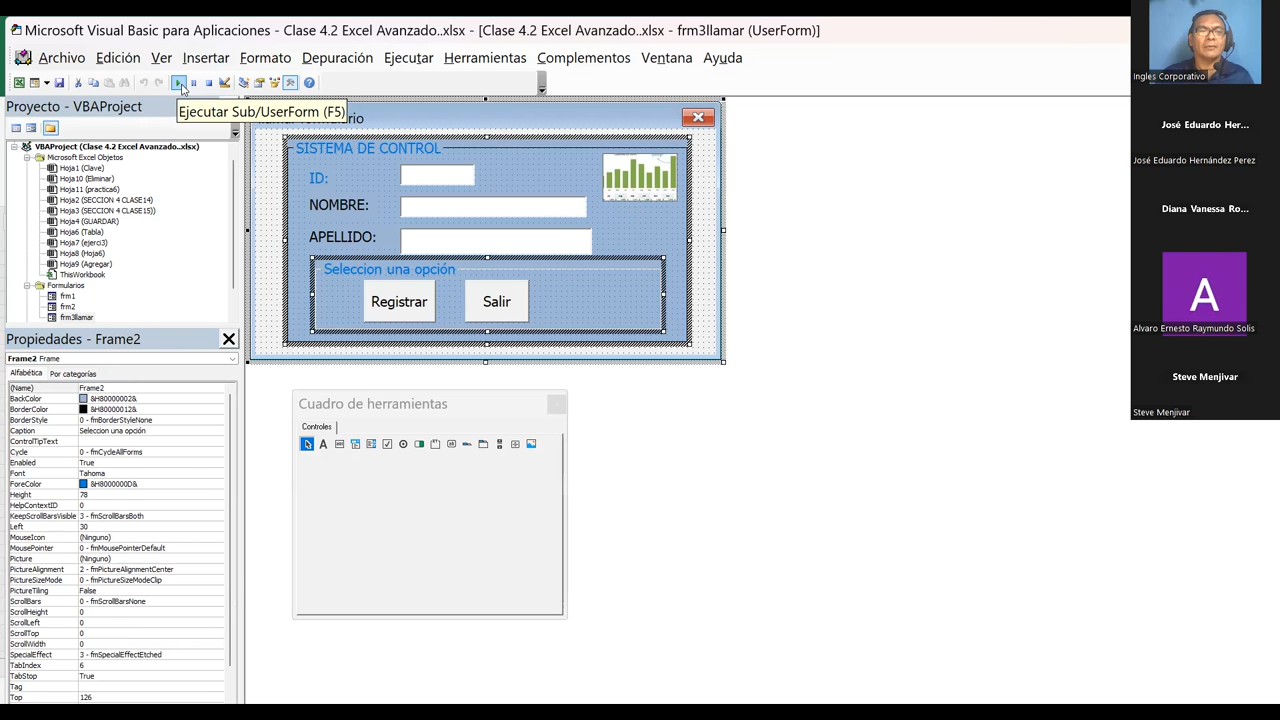 Microsoft Visual Basic para Aplicaciones - Clase 4.2 Excel Avanzado..xlsx - [Clase 4.2 Excel Avanzado..xlsx - frm3llamar (UserForm)]
Archivo Edición Ver Insertar Formato Depuración Ejecutar Herramientas Complementos Ventana Ayuda
Proyecto - VBAProject
Ejecutar Sub/UserForm (F5)
VBAProject (Clase 4.2 Excel Avanzado..xlsx)
Microsoft Excel Objetos
Hoja1 (Clave)
Hoja10 (Eliminar)
Hoja11 (practica6)
Hoja2 (SECCION 4 CLASE14)
Hoja3 (SECCION 4 CLASE15))
Hoja4 (GUARDAR)
Hoja6 (Tabla)
Hoja7 (ejerci3)
Hoja8 (Hoja6)
Hoja9 (Agregar)
ThisWorkbook
Formularios
frm1
frm2
frm3llamar
SISTEMA DE CONTROL
ID:
NOMBRE:
APELLIDO:
Seleccion una opción
Registrar Salir
Propiedades - Frame2
Frame2 Frame
Alfabética Por categorías
(Name) Frame2
BackColor &H80000002&
BorderColor &H80000012&
BorderStyle 0 - fmBorderStyleNone
Caption Seleccion una opción
ControlTipText
Cycle 0 - fmCycleAllForms
Enabled True
Font Tahoma
ForeColor &H8000000D&
Height 78
HelpContextID 0
KeepScrollBarsVisible 3 - fmScrollBarsBoth
Left 30
MouseIcon (Ninguno)
MousePointer 0 - fmMousePointerDefault
Picture (Ninguno)
PictureAlignment 2 - fmPictureAlignmentCenter
PictureSizeMode 0 - fmPictureSizeModeClip
PictureTiling False
ScrollBars 0 - fmScrollBarsNone
ScrollHeight 0
ScrollLeft 0
ScrollTop 0
ScrollWidth 0
SpecialEffect 3 - fmSpecialEffectEtched
TabIndex 6
TabStop True
Tag
Top 126
Cuadro de herramientas
Controles
Ingles Corporativo
José Eduardo Her...
José Eduardo Hernández Perez
Diana Vanessa Ro...
A
Alvaro Ernesto Raymundo Solis
Steve Menjivar
Steve Menjivar